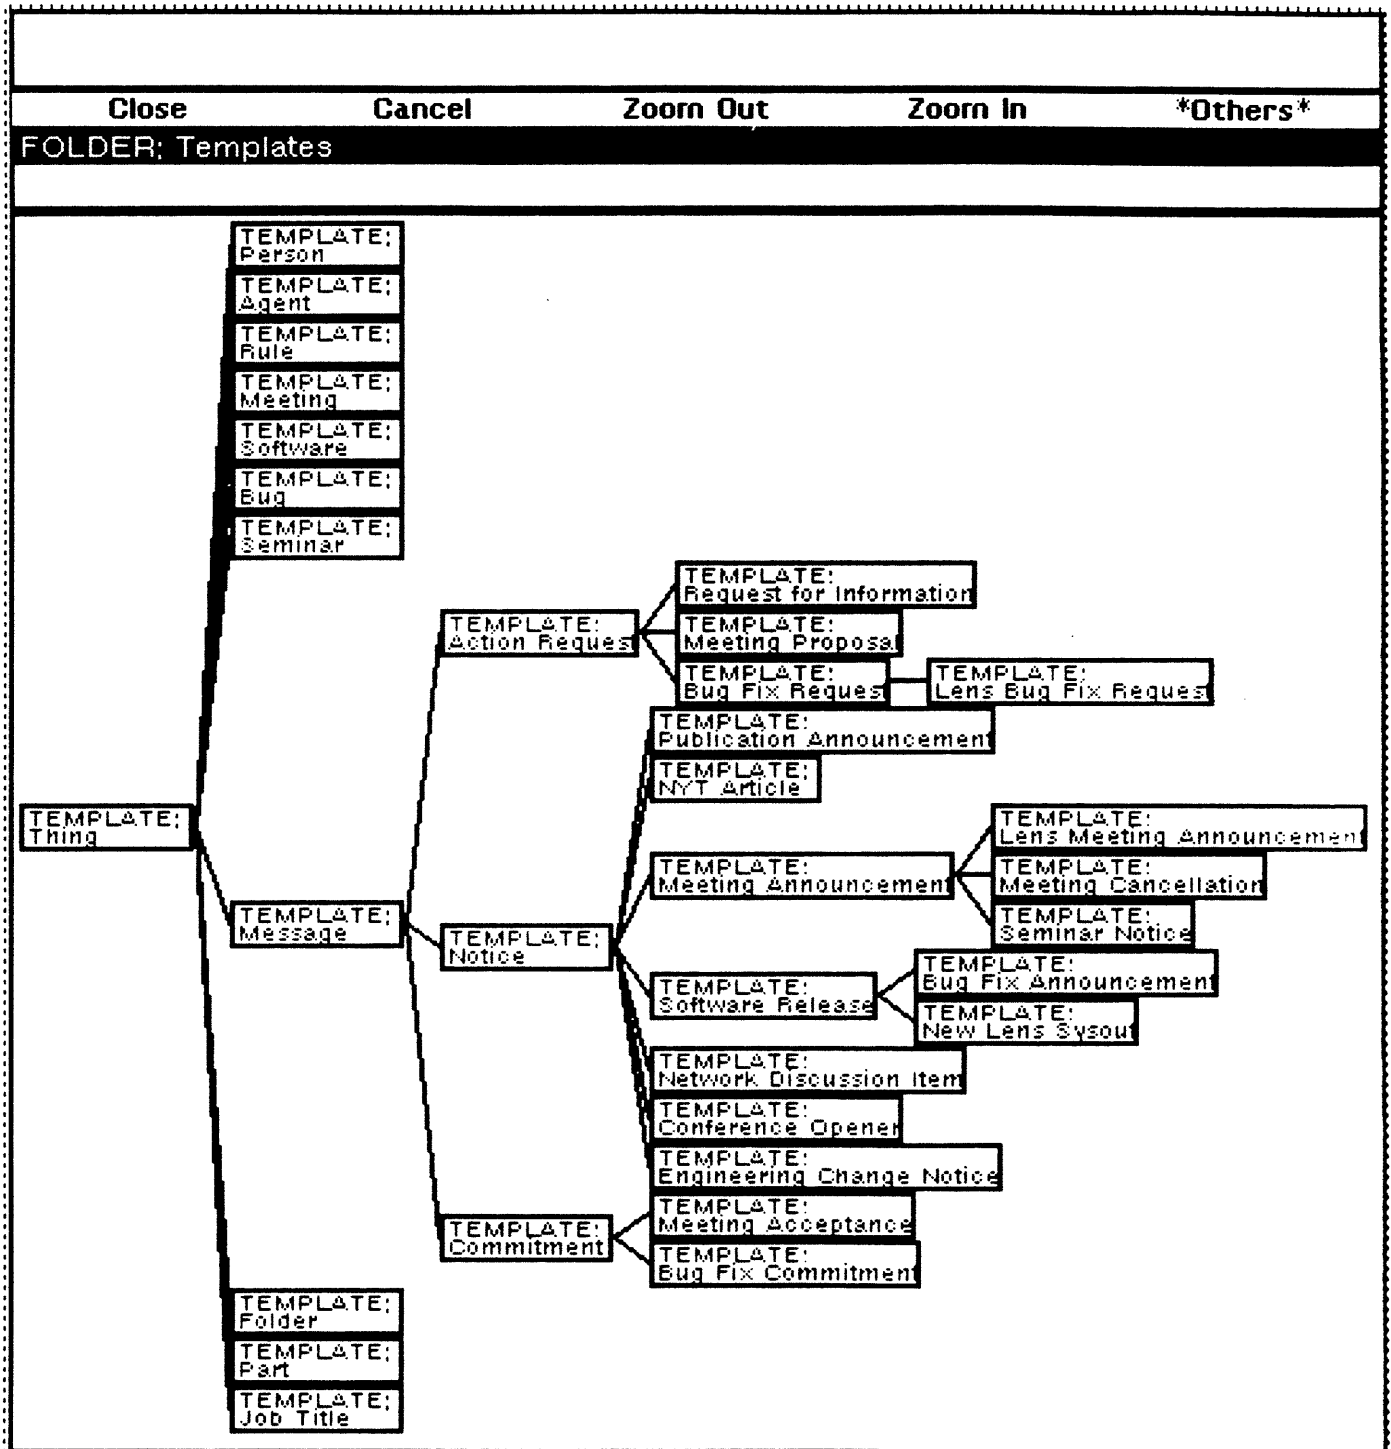 Close Cancel Zoom Out Zoom In *Others*
FOLDER: Templates
TEMPLATE:
Person
TEMPLATE:
Agent
TEMPLATE:
Rule
TEMPLATE:
Meeting
TEMPLATE:
Software
TEMPLATE:
Bug
TEMPLATE:
Seminar
TEMPLATE:
Request for Information
TEMPLATE:
Action Request
TEMPLATE:
Meeting Proposal
TEMPLATE:
Bug Fix Request
TEMPLATE:
Lens Bug Fix Request
TEMPLATE:
Publication Announcement
TEMPLATE:
NYT Article
TEMPLATE:
Thing
TEMPLATE:
Lens Meeting Announcement
TEMPLATE:
Meeting Announcement
TEMPLATE:
Meeting Cancellation
TEMPLATE:
Message
TEMPLATE:
Seminar Notice
TEMPLATE:
Notice
TEMPLATE:
Bug Fix Announcement
TEMPLATE:
Software Release
TEMPLATE:
New Lens Sysout
TEMPLATE:
Network Discussion Item
TEMPLATE:
Conference Opener
TEMPLATE:
Engineering Change Notice
TEMPLATE:
Meeting Acceptance
TEMPLATE:
Commitment
TEMPLATE:
Bug Fix Commitment
TEMPLATE:
Folder
TEMPLATE:
Part
TEMPLATE:
Job Title